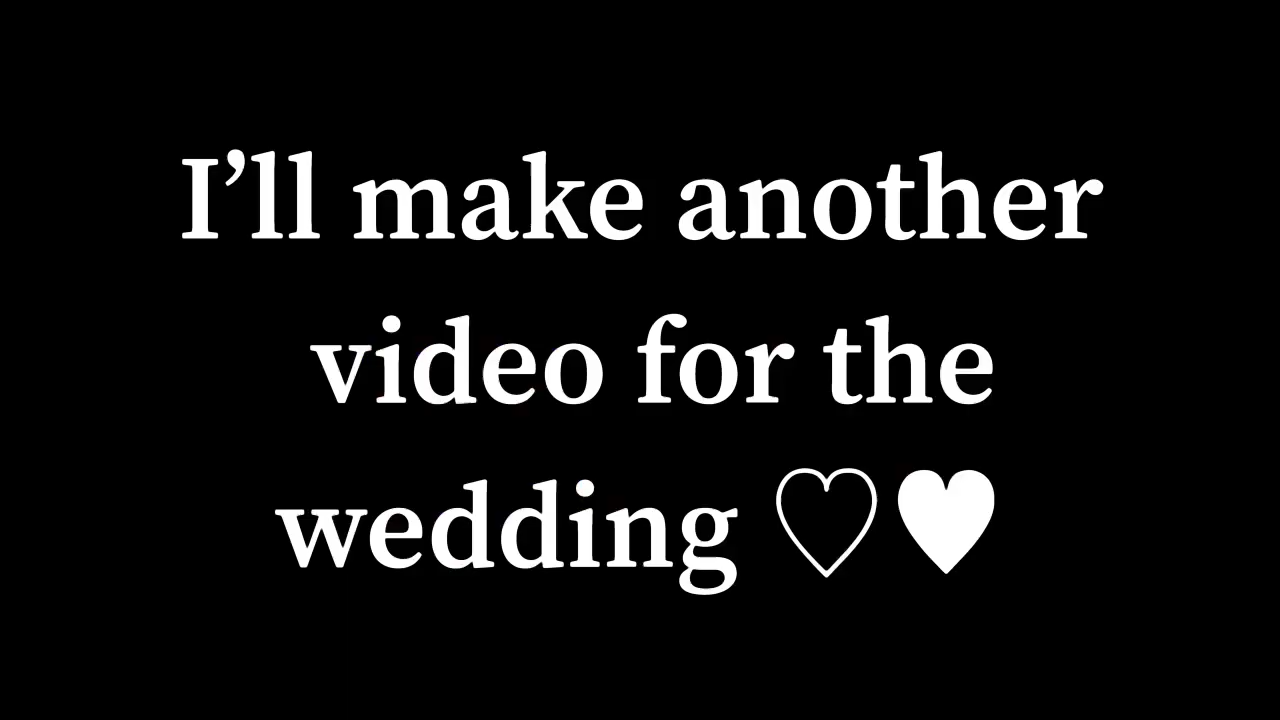 I’ll make another
video for the
wedding ♡♥